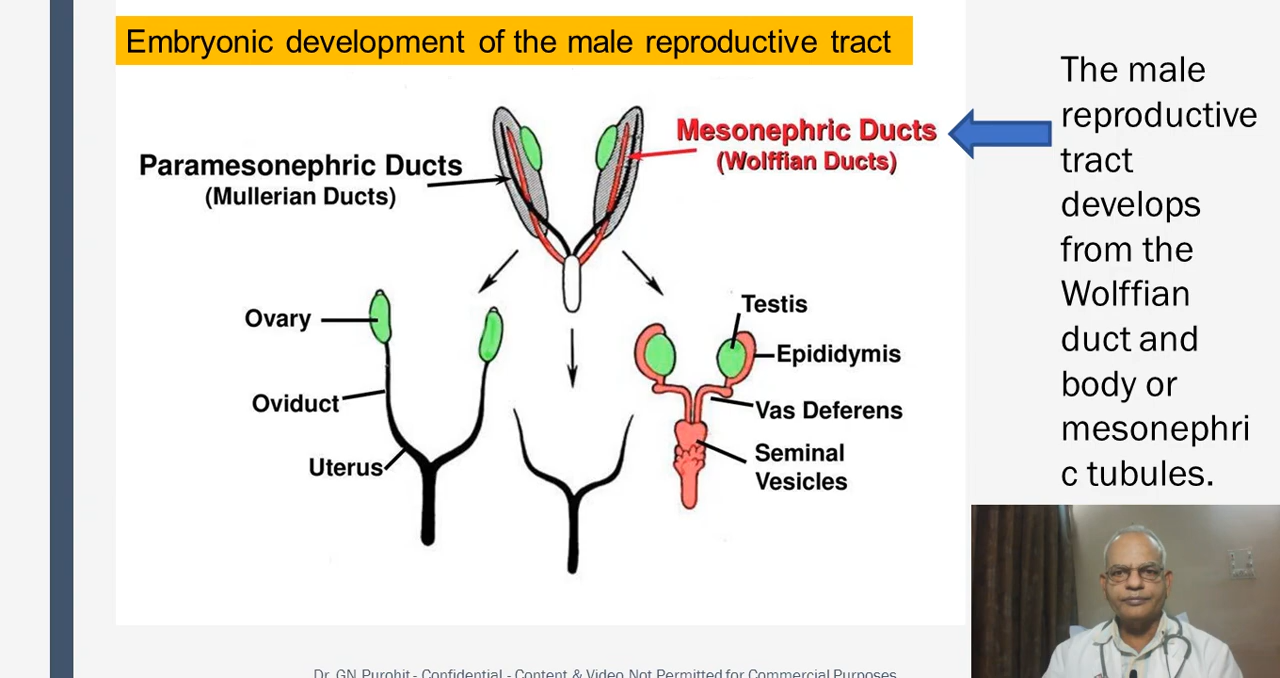 Embryonic development of the male reproductive tract
Paramesonephric Ducts
(Mullerian Ducts)
Mesonephric Ducts
(Wolffian Ducts)
Ovary
Oviduct
Uterus
Testis
Epididymis
Vas Deferens
Seminal
Vesicles
The male
reproductive
tract
develops
from the
Wolffian
duct and
body or
mesonephri
c tubules.
Dr. GN Purohit - Confidential - Content & Video Not Permitted for Commercial Purposes